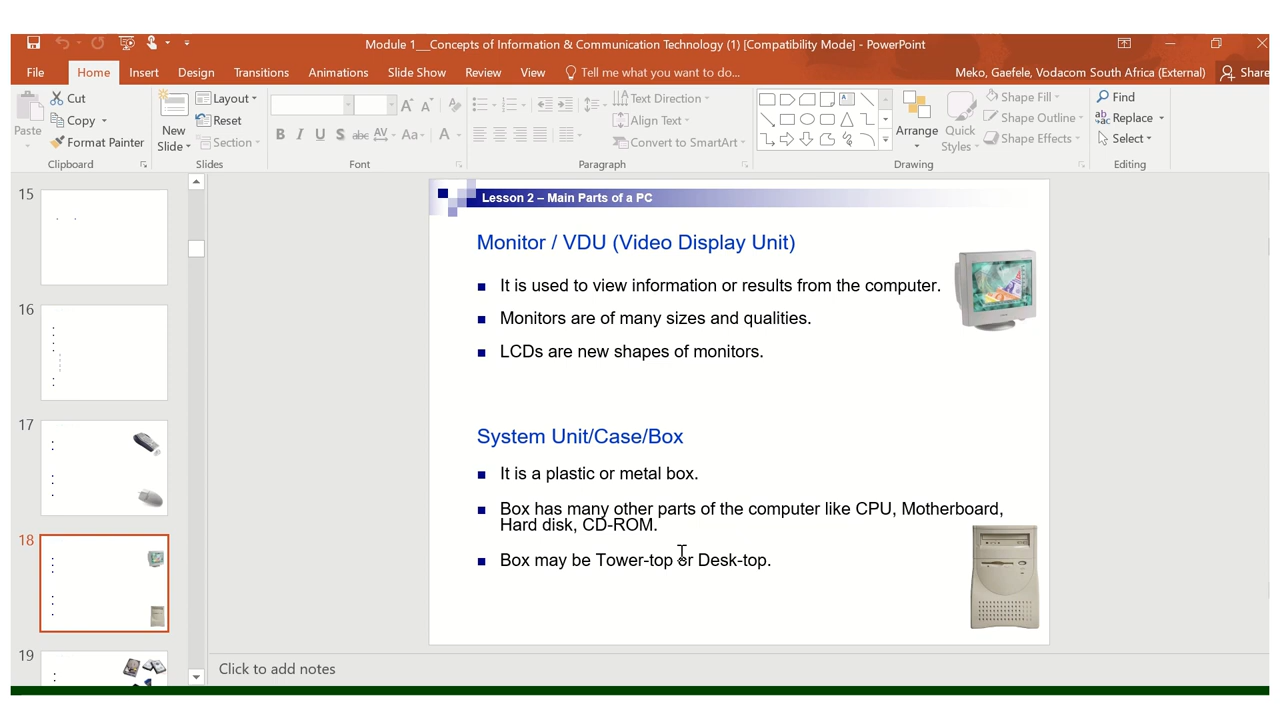 Module 1__Concepts of Information & Communication Technology (1) [Compatibility Mode] - PowerPoint
File Home Insert Design Transitions Animations Slide Show Review View Tell me what you want to do... Meko, Gaefele, Vodacom South Africa (External) Share
Paste
Cut
Copy
Format Painter
Clipboard
New
Slide
Layout
Reset
Section
Slides
B I U S abc AV Aa A
Font
Text Direction
Align Text
Convert to SmartArt
Paragraph
Arrange
Quick
Styles
Shape Fill
Shape Outline
Shape Effects
Drawing
Find
Replace
Select
Editing
15
16
17
18
19
Lesson 2 – Main Parts of a PC
Monitor / VDU (Video Display Unit)
It is used to view information or results from the computer.
Monitors are of many sizes and qualities.
LCDs are new shapes of monitors.
System Unit/Case/Box
It is a plastic or metal box.
Box has many other parts of the computer like CPU, Motherboard,
Hard disk, CD-ROM.
Box may be Tower-top or Desk-top.
Click to add notes